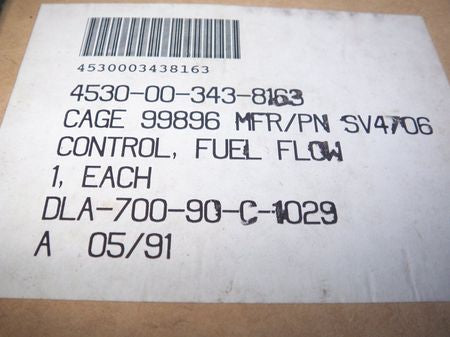 4530003438163
4530-00-343-8163
CAGE 99896 MFR/PN SV4706
CONTROL, FUEL FLOW
1, EACH
DLA-700-90-C-1029
A 05/91